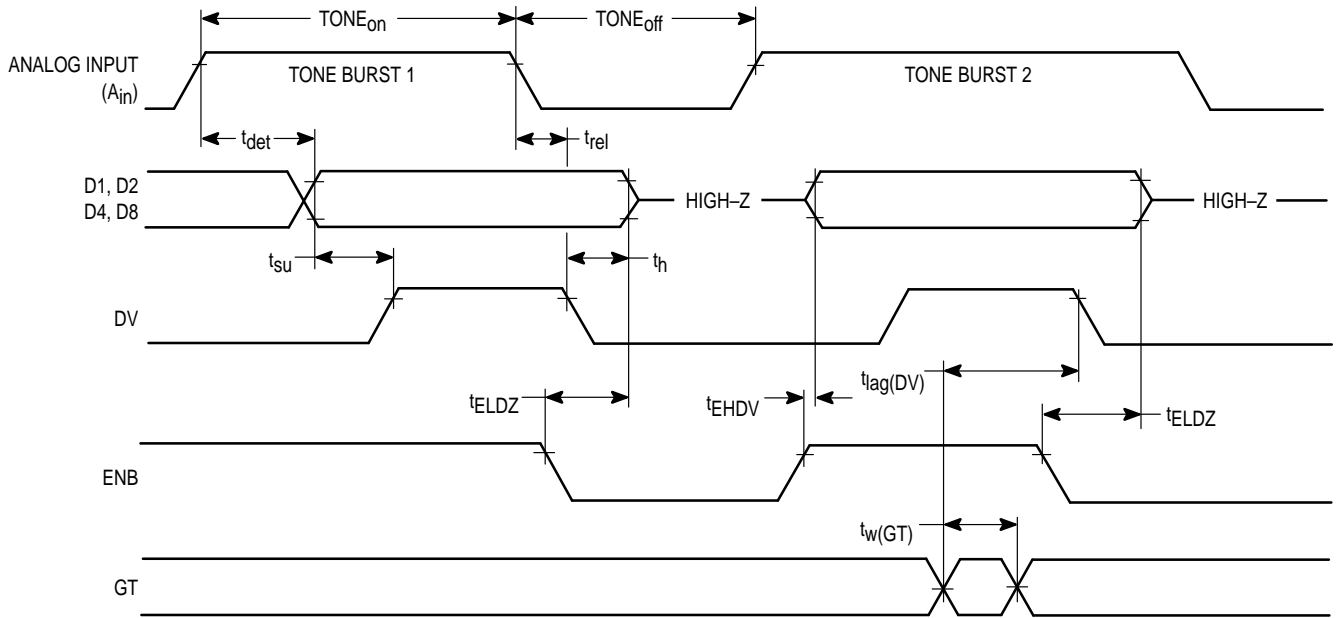 TONEon
TONEoff
ANALOG INPUT
(Ain)
TONE BURST 1
TONE BURST 2
tdet
trel
D1, D2
D4, D8
HIGH–Z
HIGH–Z
tsu
th
DV
tlag(DV)
tELDZ
tEHDV
tELDZ
ENB
tw(GT)
GT